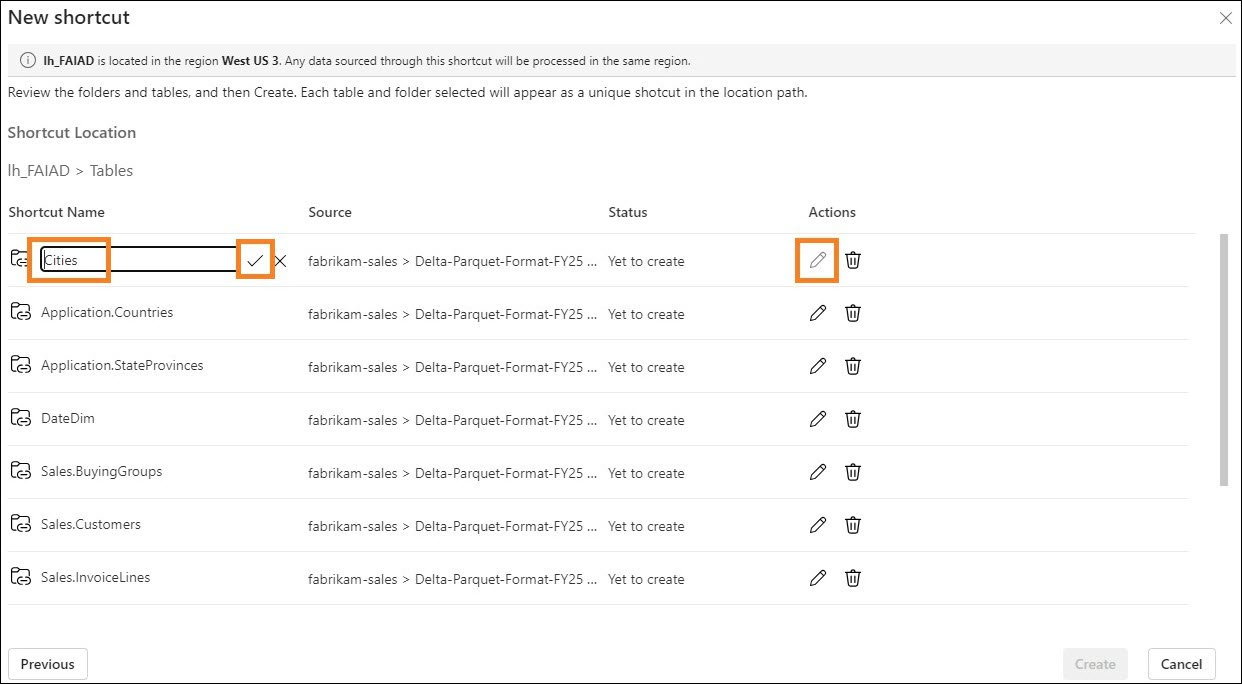 New shortcut
lh_FAIAD is located in the region West US 3. Any data sourced through this shortcut will be processed in the same region.
Review the folders and tables, and then Create. Each table and folder selected will appear as a unique shotcut in the location path.
Shortcut Location
lh_FAIAD > Tables
Shortcut Name Source Status Actions
Cities fabrikam-sales > Delta-Parquet-Format-FY25 ... Yet to create
Application.Countries fabrikam-sales > Delta-Parquet-Format-FY25 ... Yet to create
Application.StateProvinces fabrikam-sales > Delta-Parquet-Format-FY25 ... Yet to create
DateDim fabrikam-sales > Delta-Parquet-Format-FY25 ... Yet to create
Sales.BuyingGroups fabrikam-sales > Delta-Parquet-Format-FY25 ... Yet to create
Sales.Customers fabrikam-sales > Delta-Parquet-Format-FY25 ... Yet to create
Sales.InvoiceLines fabrikam-sales > Delta-Parquet-Format-FY25 ... Yet to create
Previous Create Cancel